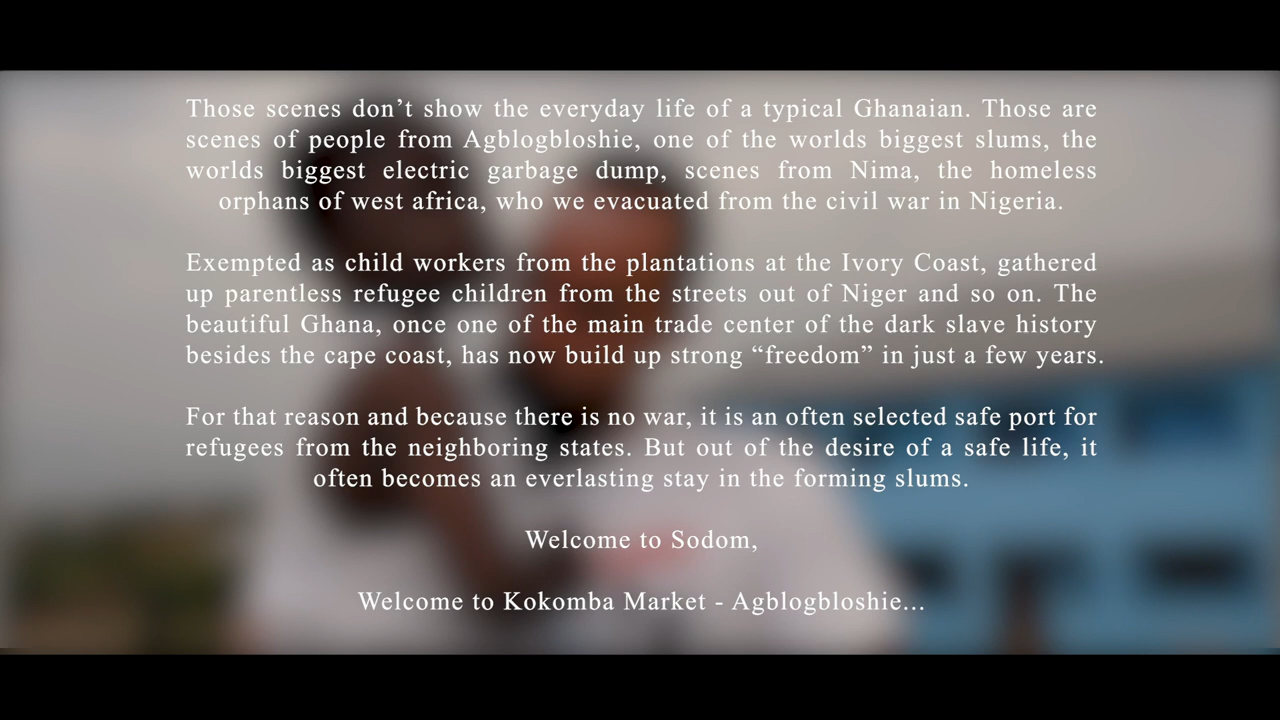 Those scenes don’t show the everyday life of a typical Ghanaian. Those are
scenes of people from Agblogbloshie, one of the worlds biggest slums, the
worlds biggest electric garbage dump, scenes from Nima, the homeless
orphans of west africa, who we evacuated from the civil war in Nigeria.
Exempted as child workers from the plantations at the Ivory Coast, gathered
up parentless refugee children from the streets out of Niger and so on. The
beautiful Ghana, once one of the main trade center of the dark slave history
besides the cape coast, has now build up strong “freedom” in just a few years.
For that reason and because there is no war, it is an often selected safe port for
refugees from the neighboring states. But out of the desire of a safe life, it
often becomes an everlasting stay in the forming slums.
Welcome to Sodom,
Welcome to Kokomba Market - Agblogbloshie...